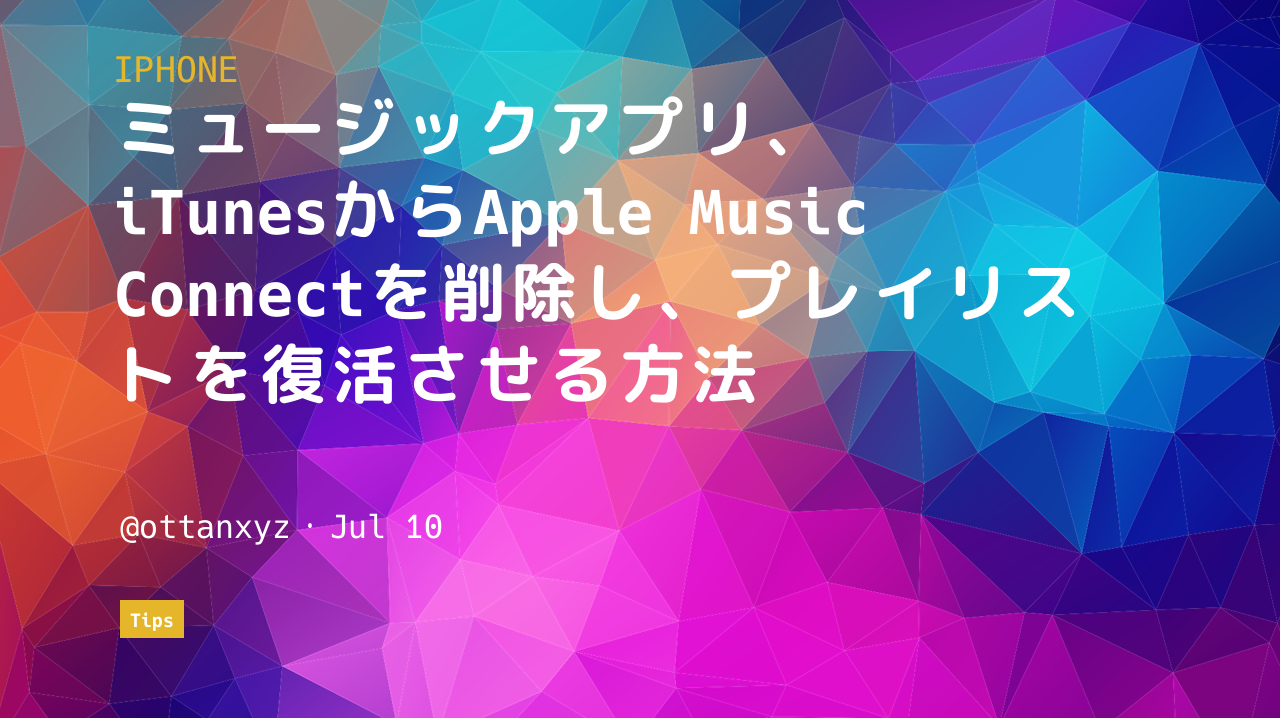 IPHONE
ミュージックアプリ、
iTunesからApple Music
Connectを削除し、プレイリス
トを復活させる方法
@ottanxyz・Jul 10
Tips